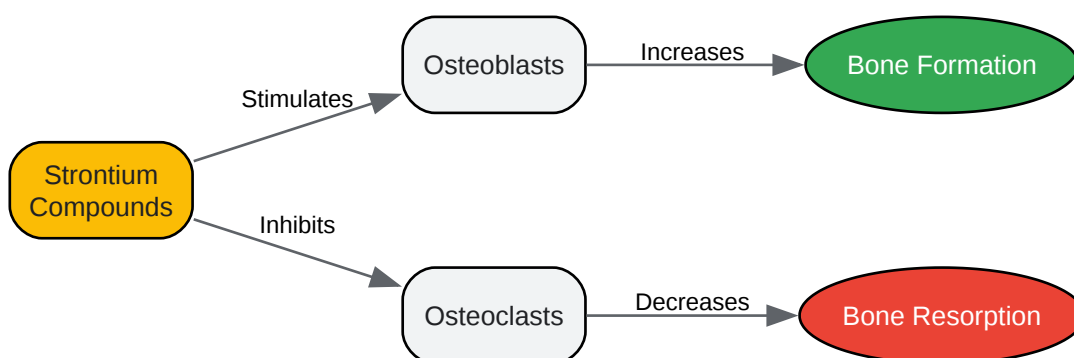 Osteoblasts
Increases
Bone Formation
Stimulates
Strontium
Compounds
Inhibits
Osteoclasts
Decreases
Bone Resorption